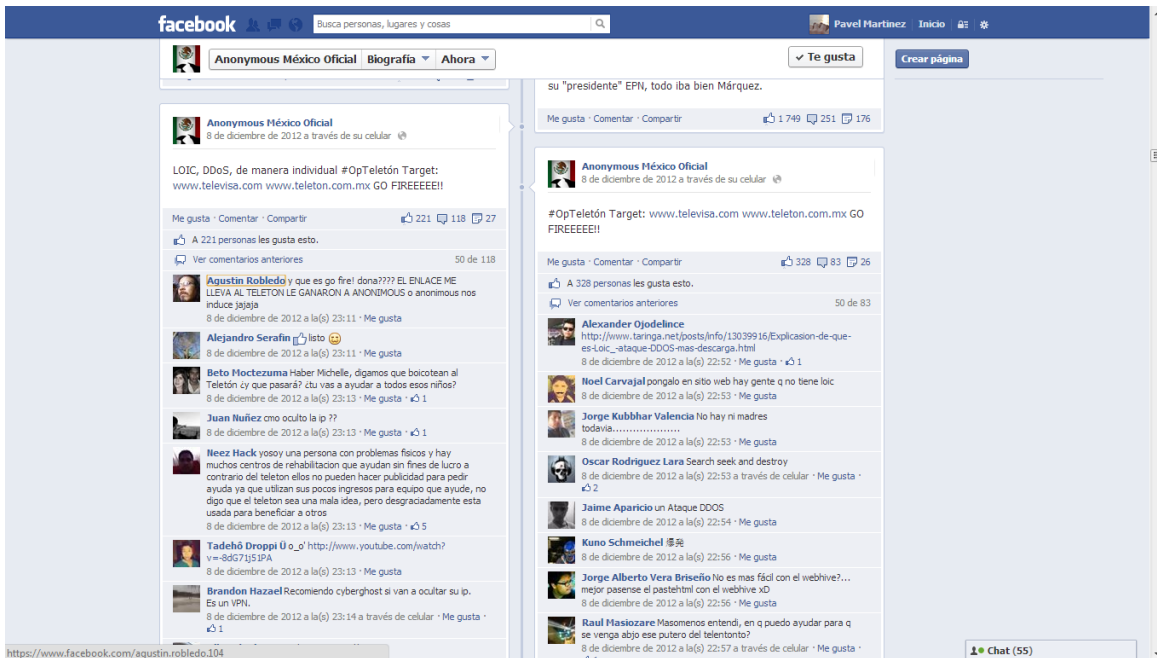 facebook
Busca personas, lugares y cosas
Pavel Martinez Inicio
Anonymous México Oficial Biografía Ahora
Te gusta
Crear página
Anonymous México Oficial
8 de diciembre de 2012 a través de su celular
LOIC, DDoS, de manera individual #OpTeletón Target:
www.televisa.com www.teleton.com.mx GO FIREEEEE!!
Me gusta · Comentar · Compartir 221 118 27
A 221 personas les gusta esto.
Ver comentarios anteriores 50 de 118
Agustin Robledo y que es go fire! dona???? EL ENLACE ME
LLEVA AL TELETON LE GANARON A ANONIMOUS o anonimous nos
induce jajaja
8 de diciembre de 2012 a la(s) 23:11 · Me gusta
Alejandro Serafin listo
8 de diciembre de 2012 a la(s) 23:11 · Me gusta
Beto Moctezuma Haber Michelle, digamos que boicotean al
Teletón ¿y que pasará? ¿tu vas a ayudar a todos esos niños?
8 de diciembre de 2012 a la(s) 23:13 · Me gusta · 1
Juan Nuñez cmo oculto la ip ??
8 de diciembre de 2012 a la(s) 23:13 · Me gusta · 1
Neez Hack yosoy una persona con problemas fisicos y hay
muchos centros de rehabilitacion que ayudan sin fines de lucro a
contrario del teleton ellos no pueden hacer publicidad para pedir
ayuda ya que utilizan sus pocos ingresos para equipo que ayude, no
digo que el teleton sea una mala idea, pero desgraciadamente esta
usada para beneficiar a otros
8 de diciembre de 2012 a la(s) 23:13 · Me gusta · 5
Tadehô Droppi Ü o_o' http://www.youtube.com/watch?
v=-8dG71j51PA
8 de diciembre de 2012 a la(s) 23:13 · Me gusta
Brandon Hazael Recomiendo cyberghost si van a ocultar su ip.
Es un VPN.
8 de diciembre de 2012 a la(s) 23:14 a través de celular · Me gusta ·
1
https://www.facebook.com/agustin.robledo.104
su "presidente" EPN, todo iba bien Márquez.
Me gusta · Comentar · Compartir 1 749 251 176
Anonymous México Oficial
8 de diciembre de 2012 a través de su celular
#OpTeletón Target: www.televisa.com www.teleton.com.mx GO
FIREEEEE!!
Me gusta · Comentar · Compartir 328 83 26
A 328 personas les gusta esto.
Ver comentarios anteriores 50 de 83
Alexander Ojodelince
http://www.taringa.net/posts/info/13039916/Explicasion-de-que-
es-Loic_-ataque-DDOS-mas-descarga.html
8 de diciembre de 2012 a la(s) 22:52 · Me gusta · 1
Noel Carvajal pongalo en sitio web hay gente q no tiene loic
8 de diciembre de 2012 a la(s) 22:53 · Me gusta
Jorge Kubbhar Valencia No hay ni madres
todavia....................
8 de diciembre de 2012 a la(s) 22:53 · Me gusta
Oscar Rodriguez Lara Search seek and destroy
8 de diciembre de 2012 a la(s) 22:53 a través de celular · Me gusta ·
2
Jaime Aparicio un Ataque DDOS
8 de diciembre de 2012 a la(s) 22:54 · Me gusta
Kuno Schmeichel 爆発
8 de diciembre de 2012 a la(s) 22:56 · Me gusta
Jorge Alberto Vera Briseño No es mas fácil con el webhive?...
mejor pasense el pastehtml con el webhive xD
8 de diciembre de 2012 a la(s) 22:56 · Me gusta
Raul Masiozare Masomenos entendi, en q puedo ayudar para q
se venga abjo ese putero del telentonto?
8 de diciembre de 2012 a la(s) 22:57 a través de celular · Me gusta ·
Chat (55)